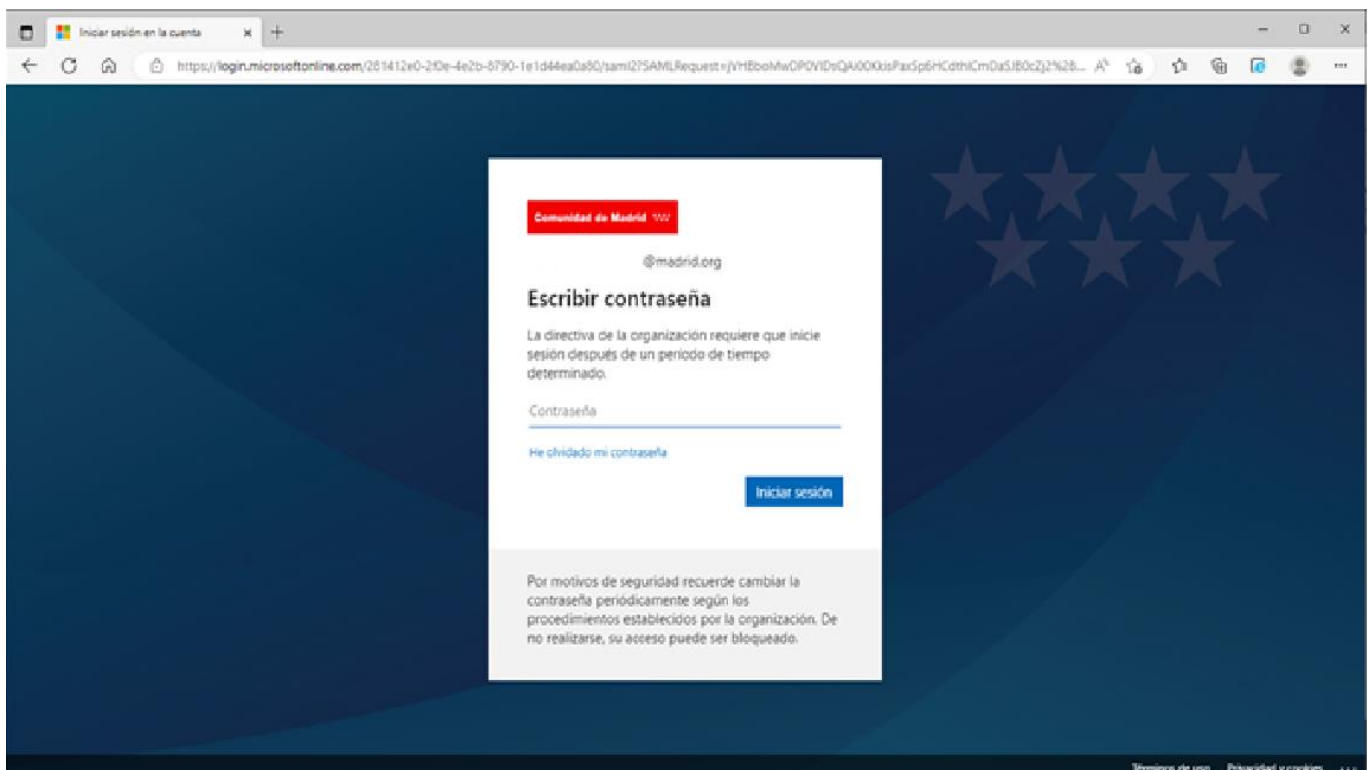 Iniciar sesión en la cuenta
https://login.microsoftonline.com/
Comunidad de Madrid
@madrid.org
Escribir contraseña
La directiva de la organización requiere que inicie
sesión después de un período de tiempo
determinado.
Contraseña
He olvidado mi contraseña
Iniciar sesión
Por motivos de seguridad recuerde cambiar la
contraseña periódicamente según los
procedimientos establecidos por la organización. De
no realizarse, su acceso puede ser bloqueado.
Términos de uso Privacidad y cookies